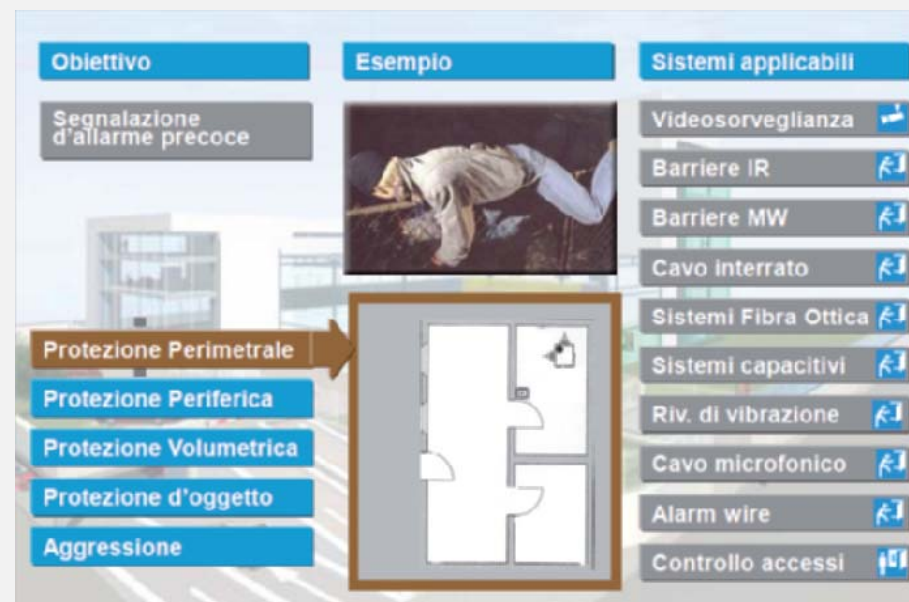 Obiettivo
Segnalazione
d'allarme precoce
Protezione Perimetrale
Protezione Periferica
Protezione Volumetrica
Protezione d'oggetto
Aggressione
Esempio
Sistemi applicabili
Videosorveglianza
Barriere IR
Barriere MW
Cavo interrato
Sistemi Fibra Ottica
Sistemi capacitivi
Riv. di vibrazione
Cavo microfonico
Alarm wire
Controllo accessi